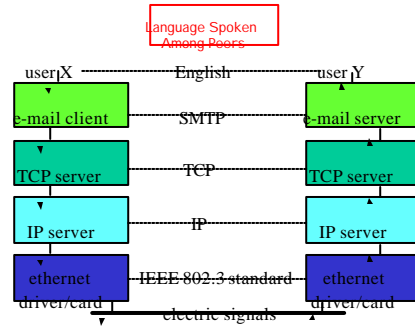 Language Spoken
Among Peers
user X English user Y
e-mail client SMTP e-mail server
TCP server TCP TCP server
IP server IP IP server
ethernet IEEE 802.3 standard ethernet
driver/card electric signals driver/card